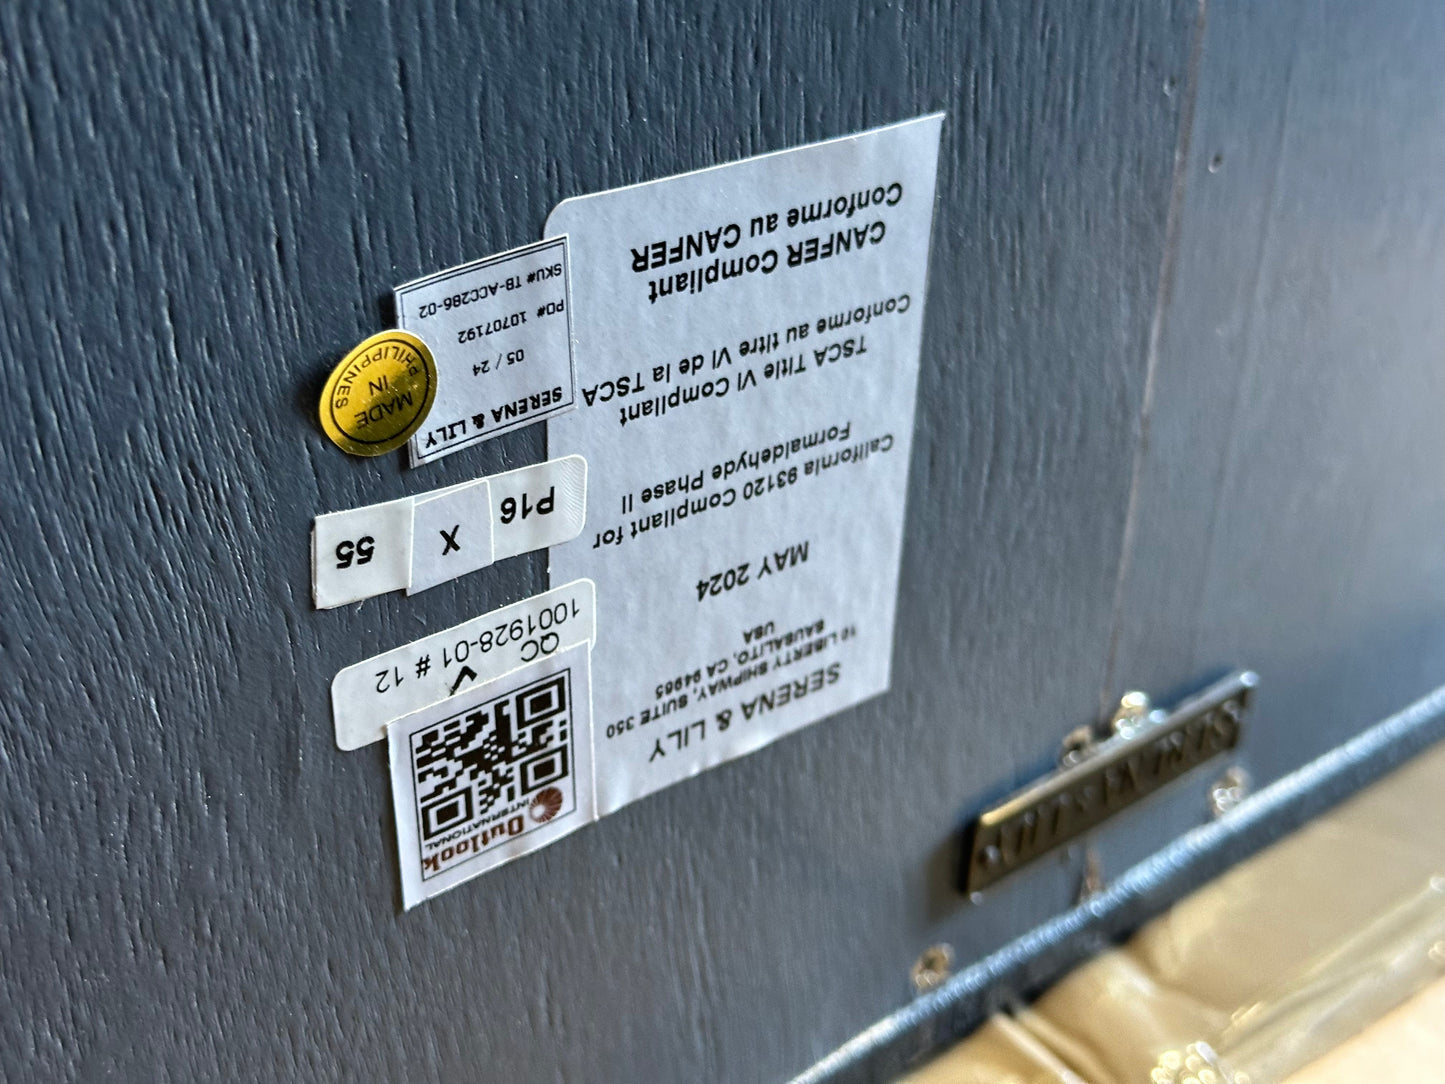 SERENA & LILY
10 LIBERTY SHIPWAY, SUITE 350
SAUSALITO, CA 94965
USA
MAY 2024
California 93120 Compliant for
Formaldehyde Phase II
TSCA Title VI Compliant
Conforme au titre VI de la TSCA
CANFER Compliant
Conforme au CANFER
Outlook
INTERNATIONAL
QC
1001928-01 # 12
P16
X
55
SERENA & LILY
05 / 24
PO# 10707192
SKU# TB-ACC286-02
MADE
IN
PHILIPPINES
SERENA & LILY